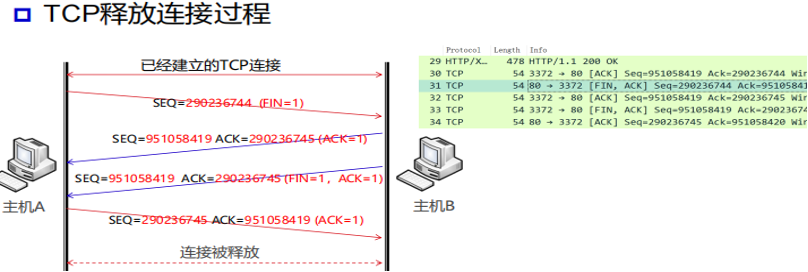 TCP释放连接过程
Protocol Length Info
29 HTTP/X… 478 HTTP/1.1 200 OK
30 TCP 54 3372 → 80 [ACK] Seq=951058419 Ack=290236744 Win
31 TCP 54 80 → 3372 [FIN, ACK] Seq=290236744 Ack=95105841
32 TCP 54 3372 → 80 [ACK] Seq=951058419 Ack=290236745 Win
33 TCP 54 3372 → 80 [FIN, ACK] Seq=951058419 Ack=29023674
34 TCP 54 80 → 3372 [ACK] Seq=290236745 Ack=951058420 Win
已经建立的TCP连接
SEQ=290236744 (FIN=1)
SEQ=951058419 ACK=290236745 (ACK=1)
SEQ=951058419 ACK=290236745 (FIN=1, ACK=1)
主机A
主机B
SEQ=290236745 ACK=951058419 (ACK=1)
连接被释放